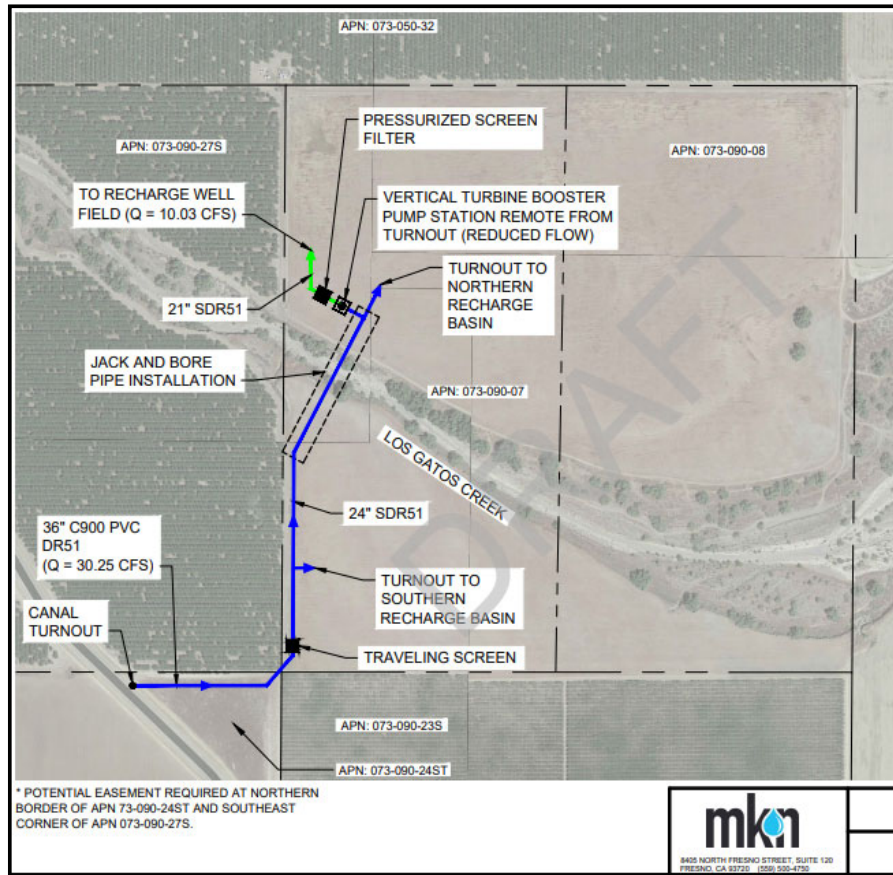 APN: 073-050-32
PRESSURIZED SCREEN
FILTER
APN: 073-090-27S
APN: 073-090-08
TO RECHARGE WELL
FIELD (Q = 10.03 CFS)
VERTICAL TURBINE BOOSTER
PUMP STATION REMOTE FROM
TURNOUT (REDUCED FLOW)
TURNOUT TO
NORTHERN
RECHARGE
BASIN
21" SDR51
JACK AND BORE
PIPE INSTALLATION
APN: 073-090-07
LOS GATOS CREEK
DRAFT
24" SDR51
36" C900 PVC
DR51
(Q = 30.25 CFS)
TURNOUT TO
SOUTHERN
RECHARGE BASIN
CANAL
TURNOUT
TRAVELING SCREEN
APN: 073-090-23S
APN: 073-090-24ST
* POTENTIAL EASEMENT REQUIRED AT NORTHERN
BORDER OF APN 73-090-24ST AND SOUTHEAST
CORNER OF APN 073-090-27S.
mkn
8405 NORTH FRESNO STREET, SUITE 120
FRESNO, CA 93720 (559) 500-4750